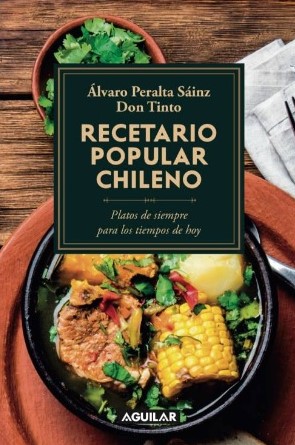 Álvaro Peralta Sáinz
Don Tinto
RECETARIO
POPULAR
CHILENO
Platos de siempre
para los tiempos de hoy
AGUILAR